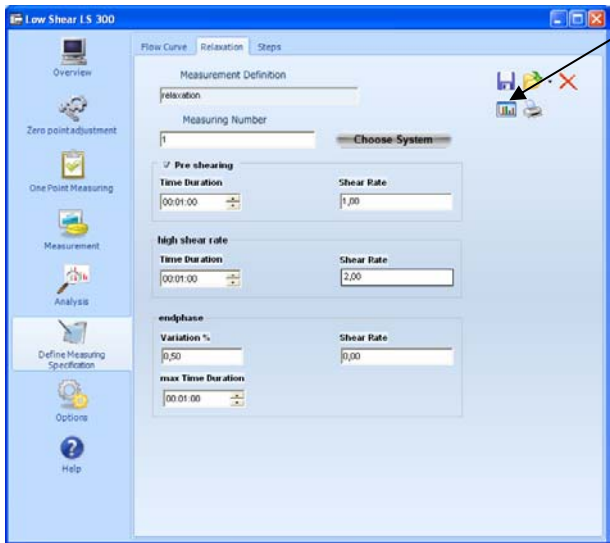 Low Shear LS 300
Overview
Zero point adjustment
One Point Measuring
Measurement
Analysis
Define Measuring
Specification
Options
Help
Flow Curve Relaxation Steps
Measurement Definition
relaxation
Measuring Number
1
Choose System
Pre shearing
Time Duration Shear Rate
00:01:00 1,00
high shear rate
Time Duration Shear Rate
00:01:00 2,00
endphase
Variation % Shear Rate
0,50 0,00
max Time Duration
00:01:00